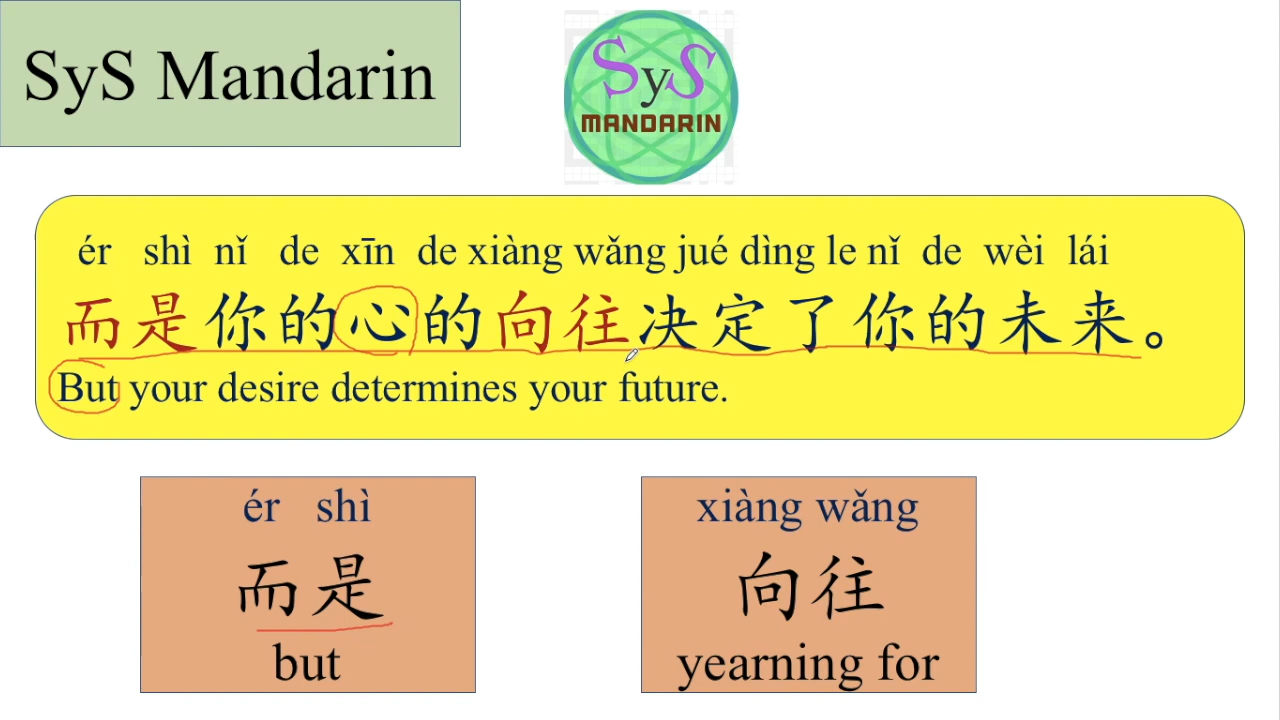 SyS Mandarin
SyS
MANDARIN
ér shì nǐ de xīn de xiàng wǎng jué dìng le nǐ de wèi lái
而是你的心的向往决定了你的未来。
But your desire determines your future.
ér shì
而是
but
xiàng wǎng
向往
yearning for